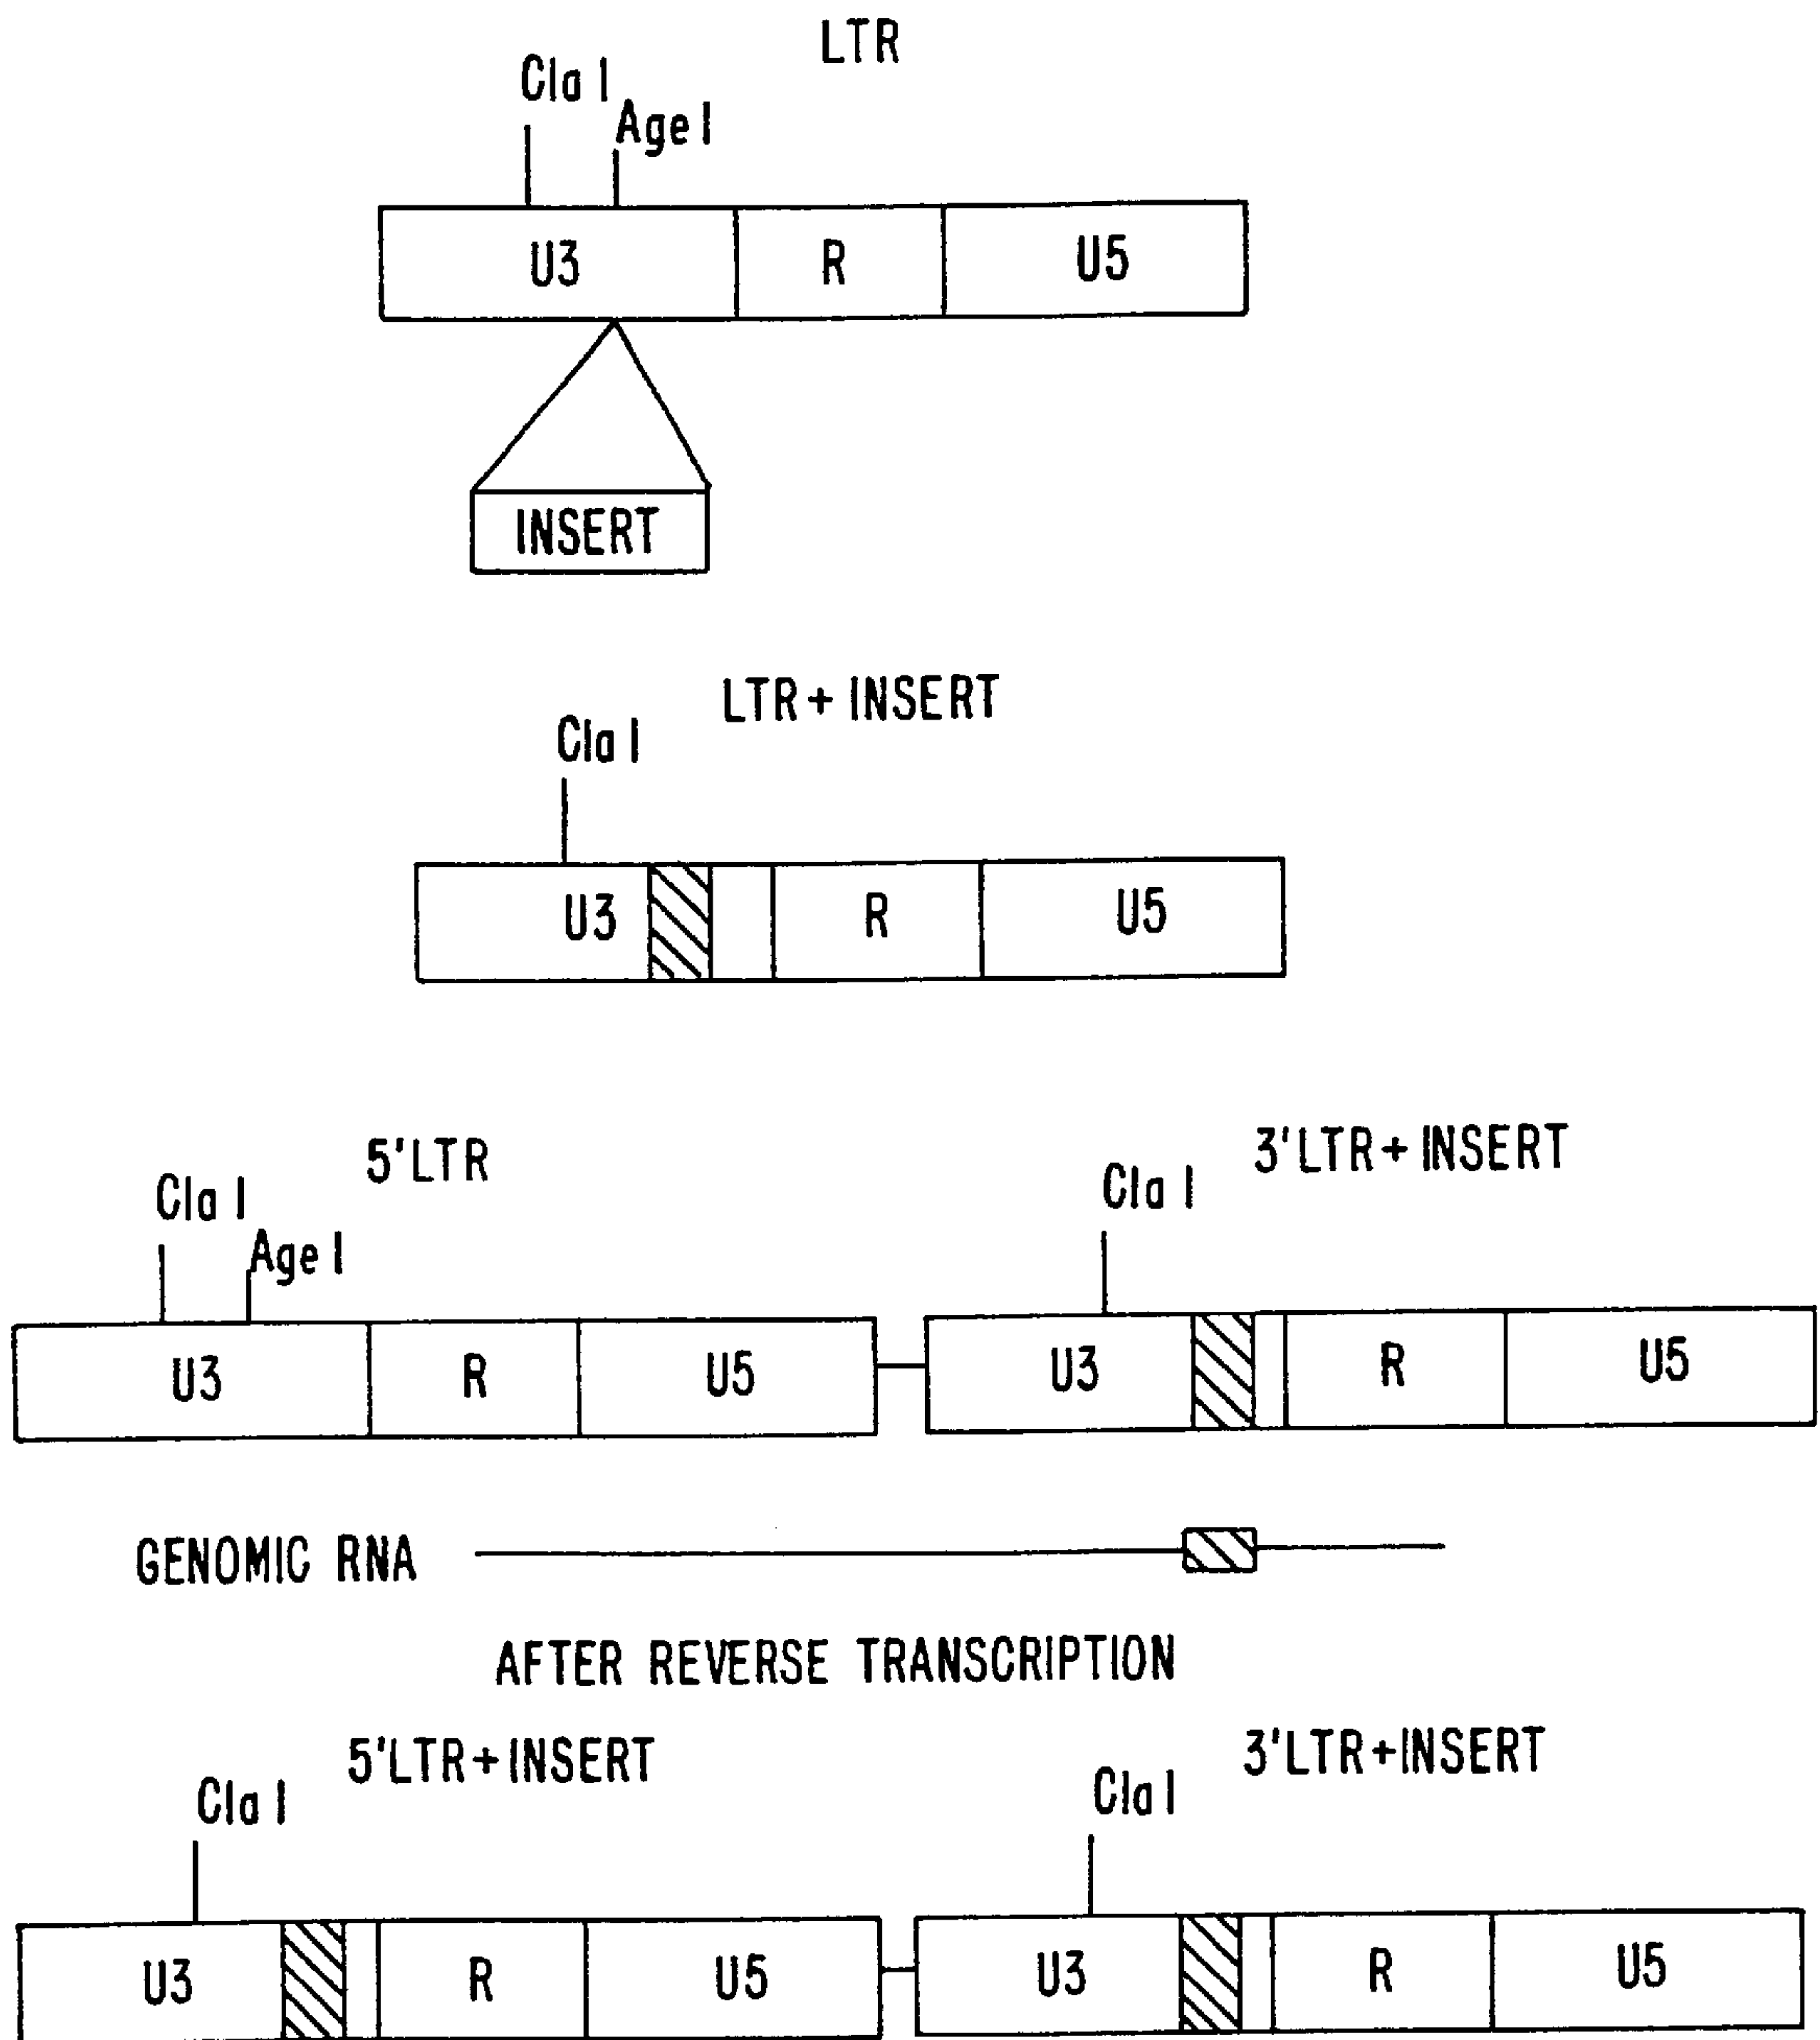 LTR
Cla I
Age I
U3 R U5
INSERT
LTR + INSERT
Cla I
U3 R U5
5'LTR 3'LTR + INSERT
Cla I Cla I
Age I
U3 R U5 U3 R U5
GENOMIC RNA
AFTER REVERSE TRANSCRIPTION
5'LTR+INSERT 3'LTR+INSERT
Cla I Cla I
U3 R U5 U3 R U5